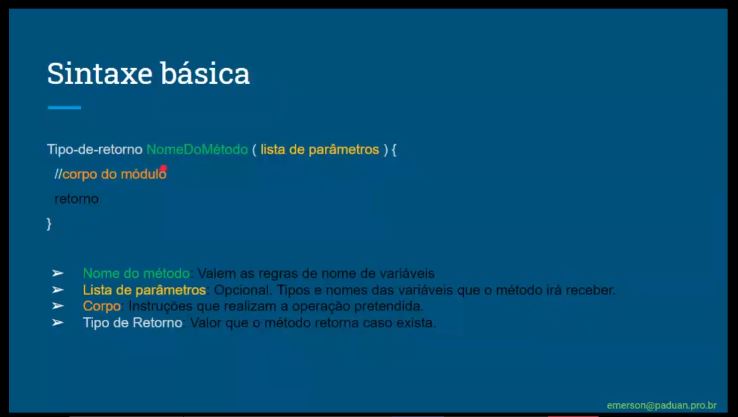 Sintaxe básica
Tipo-de-retorno NomeDoMétodo ( lista de parâmetros ) {
//corpo do módulo
retorno
}
➢ Nome do método: Valem as regras de nome de variáveis
➢ Lista de parâmetros: Opcional. Tipos e nomes das variáveis que o método irá receber.
➢ Corpo: Instruções que realizam a operação pretendida.
➢ Tipo de Retorno: Valor que o método retorna caso exista.
emerson@paduan.pro.br